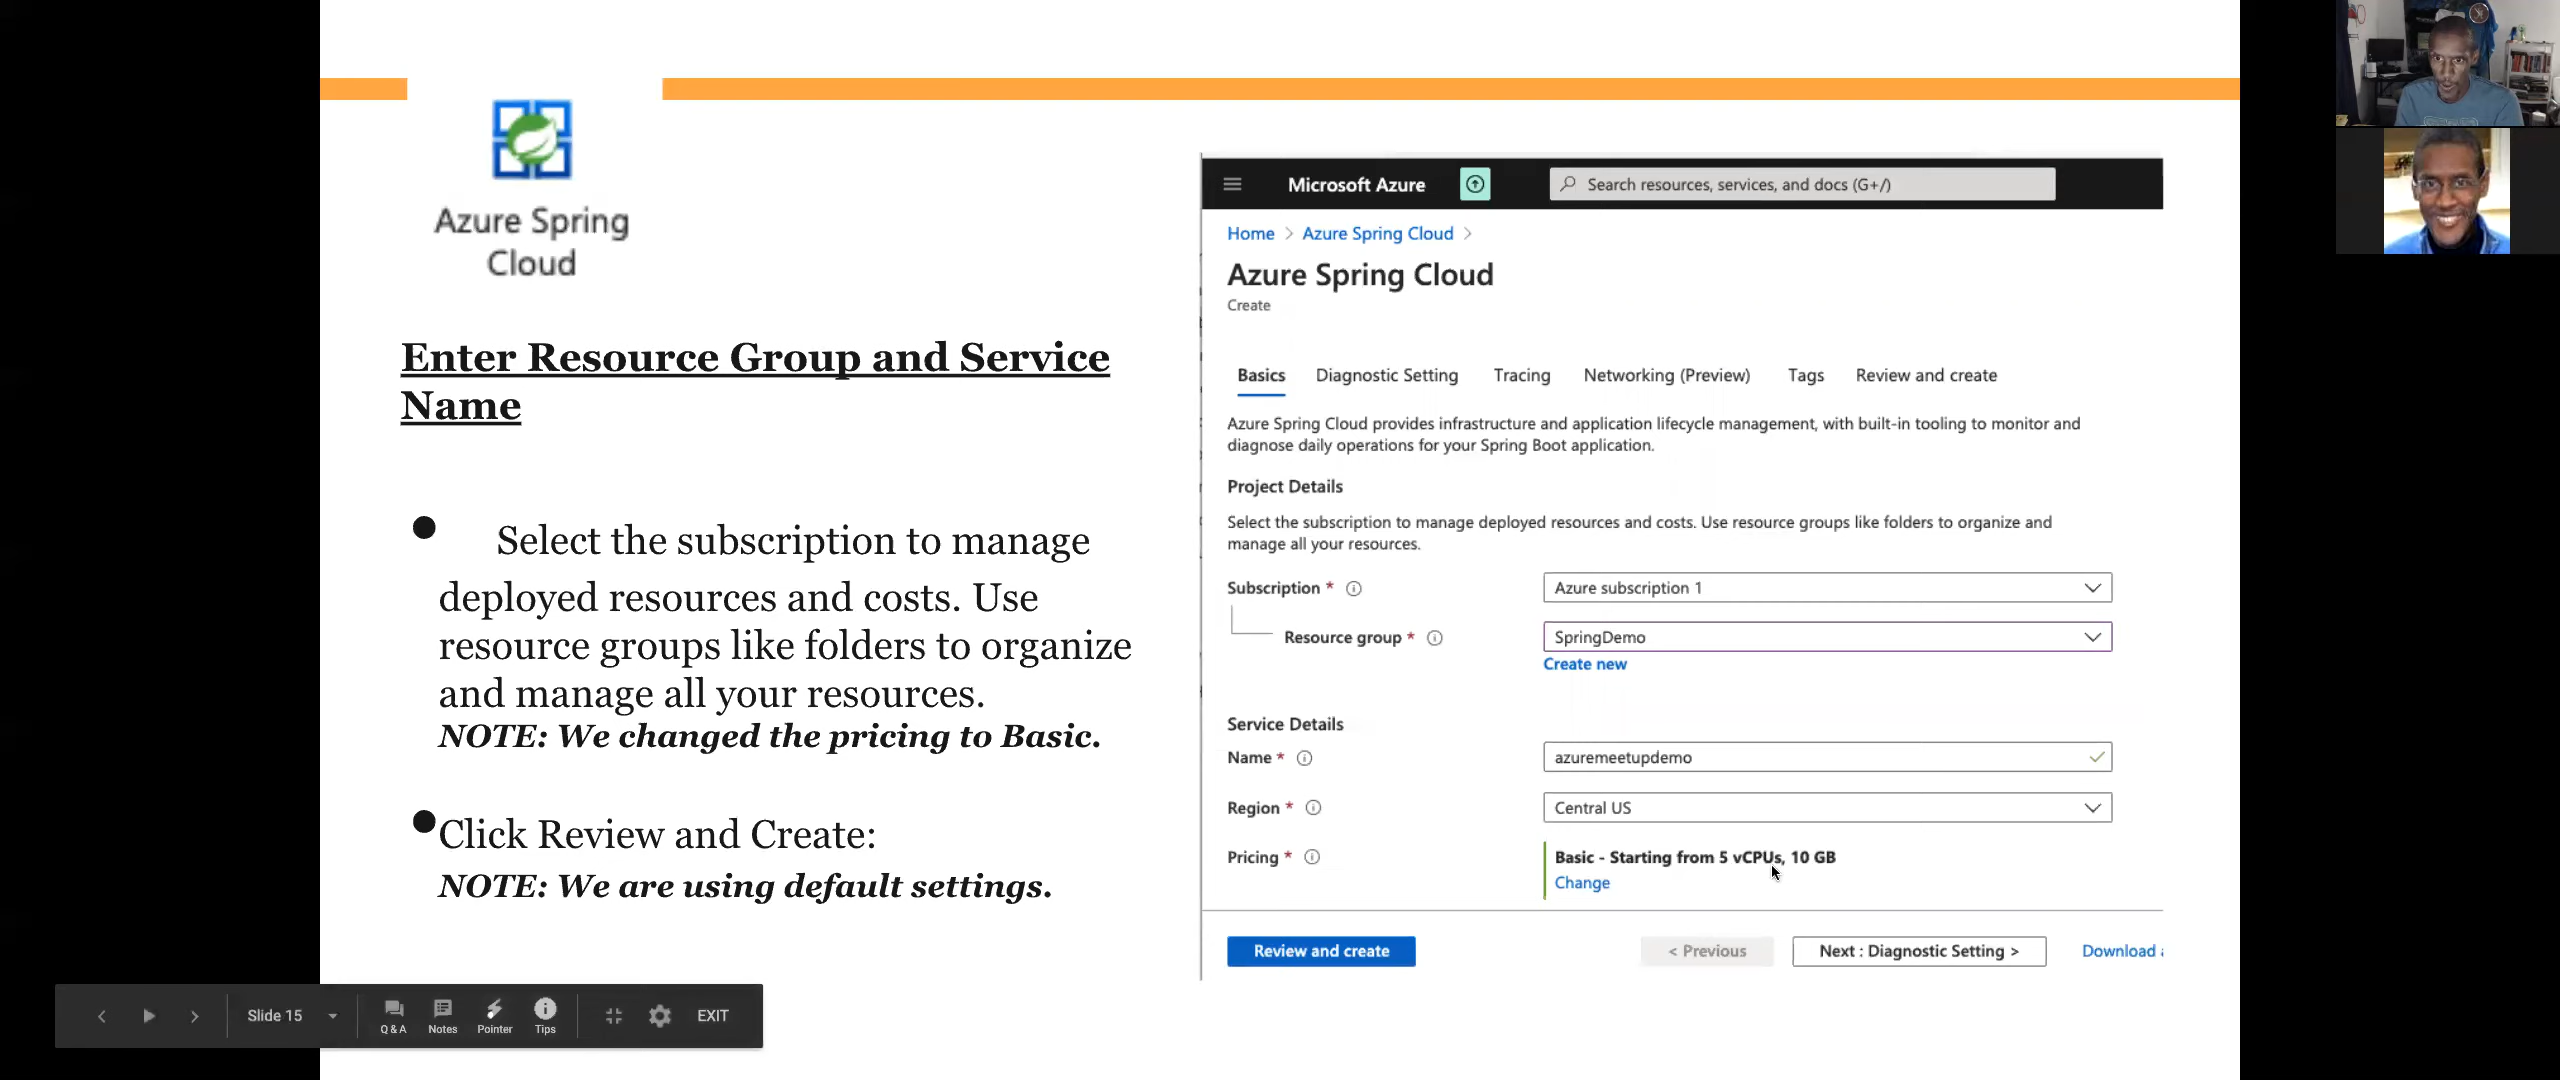 Azure Spring
Cloud
Enter Resource Group and Service
Name
● Select the subscription to manage
deployed resources and costs. Use
resource groups like folders to organize
and manage all your resources.
NOTE: We changed the pricing to Basic.
●Click Review and Create:
NOTE: We are using default settings.
Microsoft Azure
Search resources, services, and docs (G+/)
Home > Azure Spring Cloud >
Azure Spring Cloud
Create
Basics Diagnostic Setting Tracing Networking (Preview) Tags Review and create
Azure Spring Cloud provides infrastructure and application lifecycle management, with built-in tooling to monitor and
diagnose daily operations for your Spring Boot application.
Project Details
Select the subscription to manage deployed resources and costs. Use resource groups like folders to organize and
manage all your resources.
Subscription * Azure subscription 1
Resource group * SpringDemo
Create new
Service Details
Name * azuremeetupdemo
Region * Central US
Pricing * Basic - Starting from 5 vCPUs, 10 GB
Change
Review and create < Previous Next : Diagnostic Setting > Download
Slide 15 Q & A Notes Pointer Tips EXIT